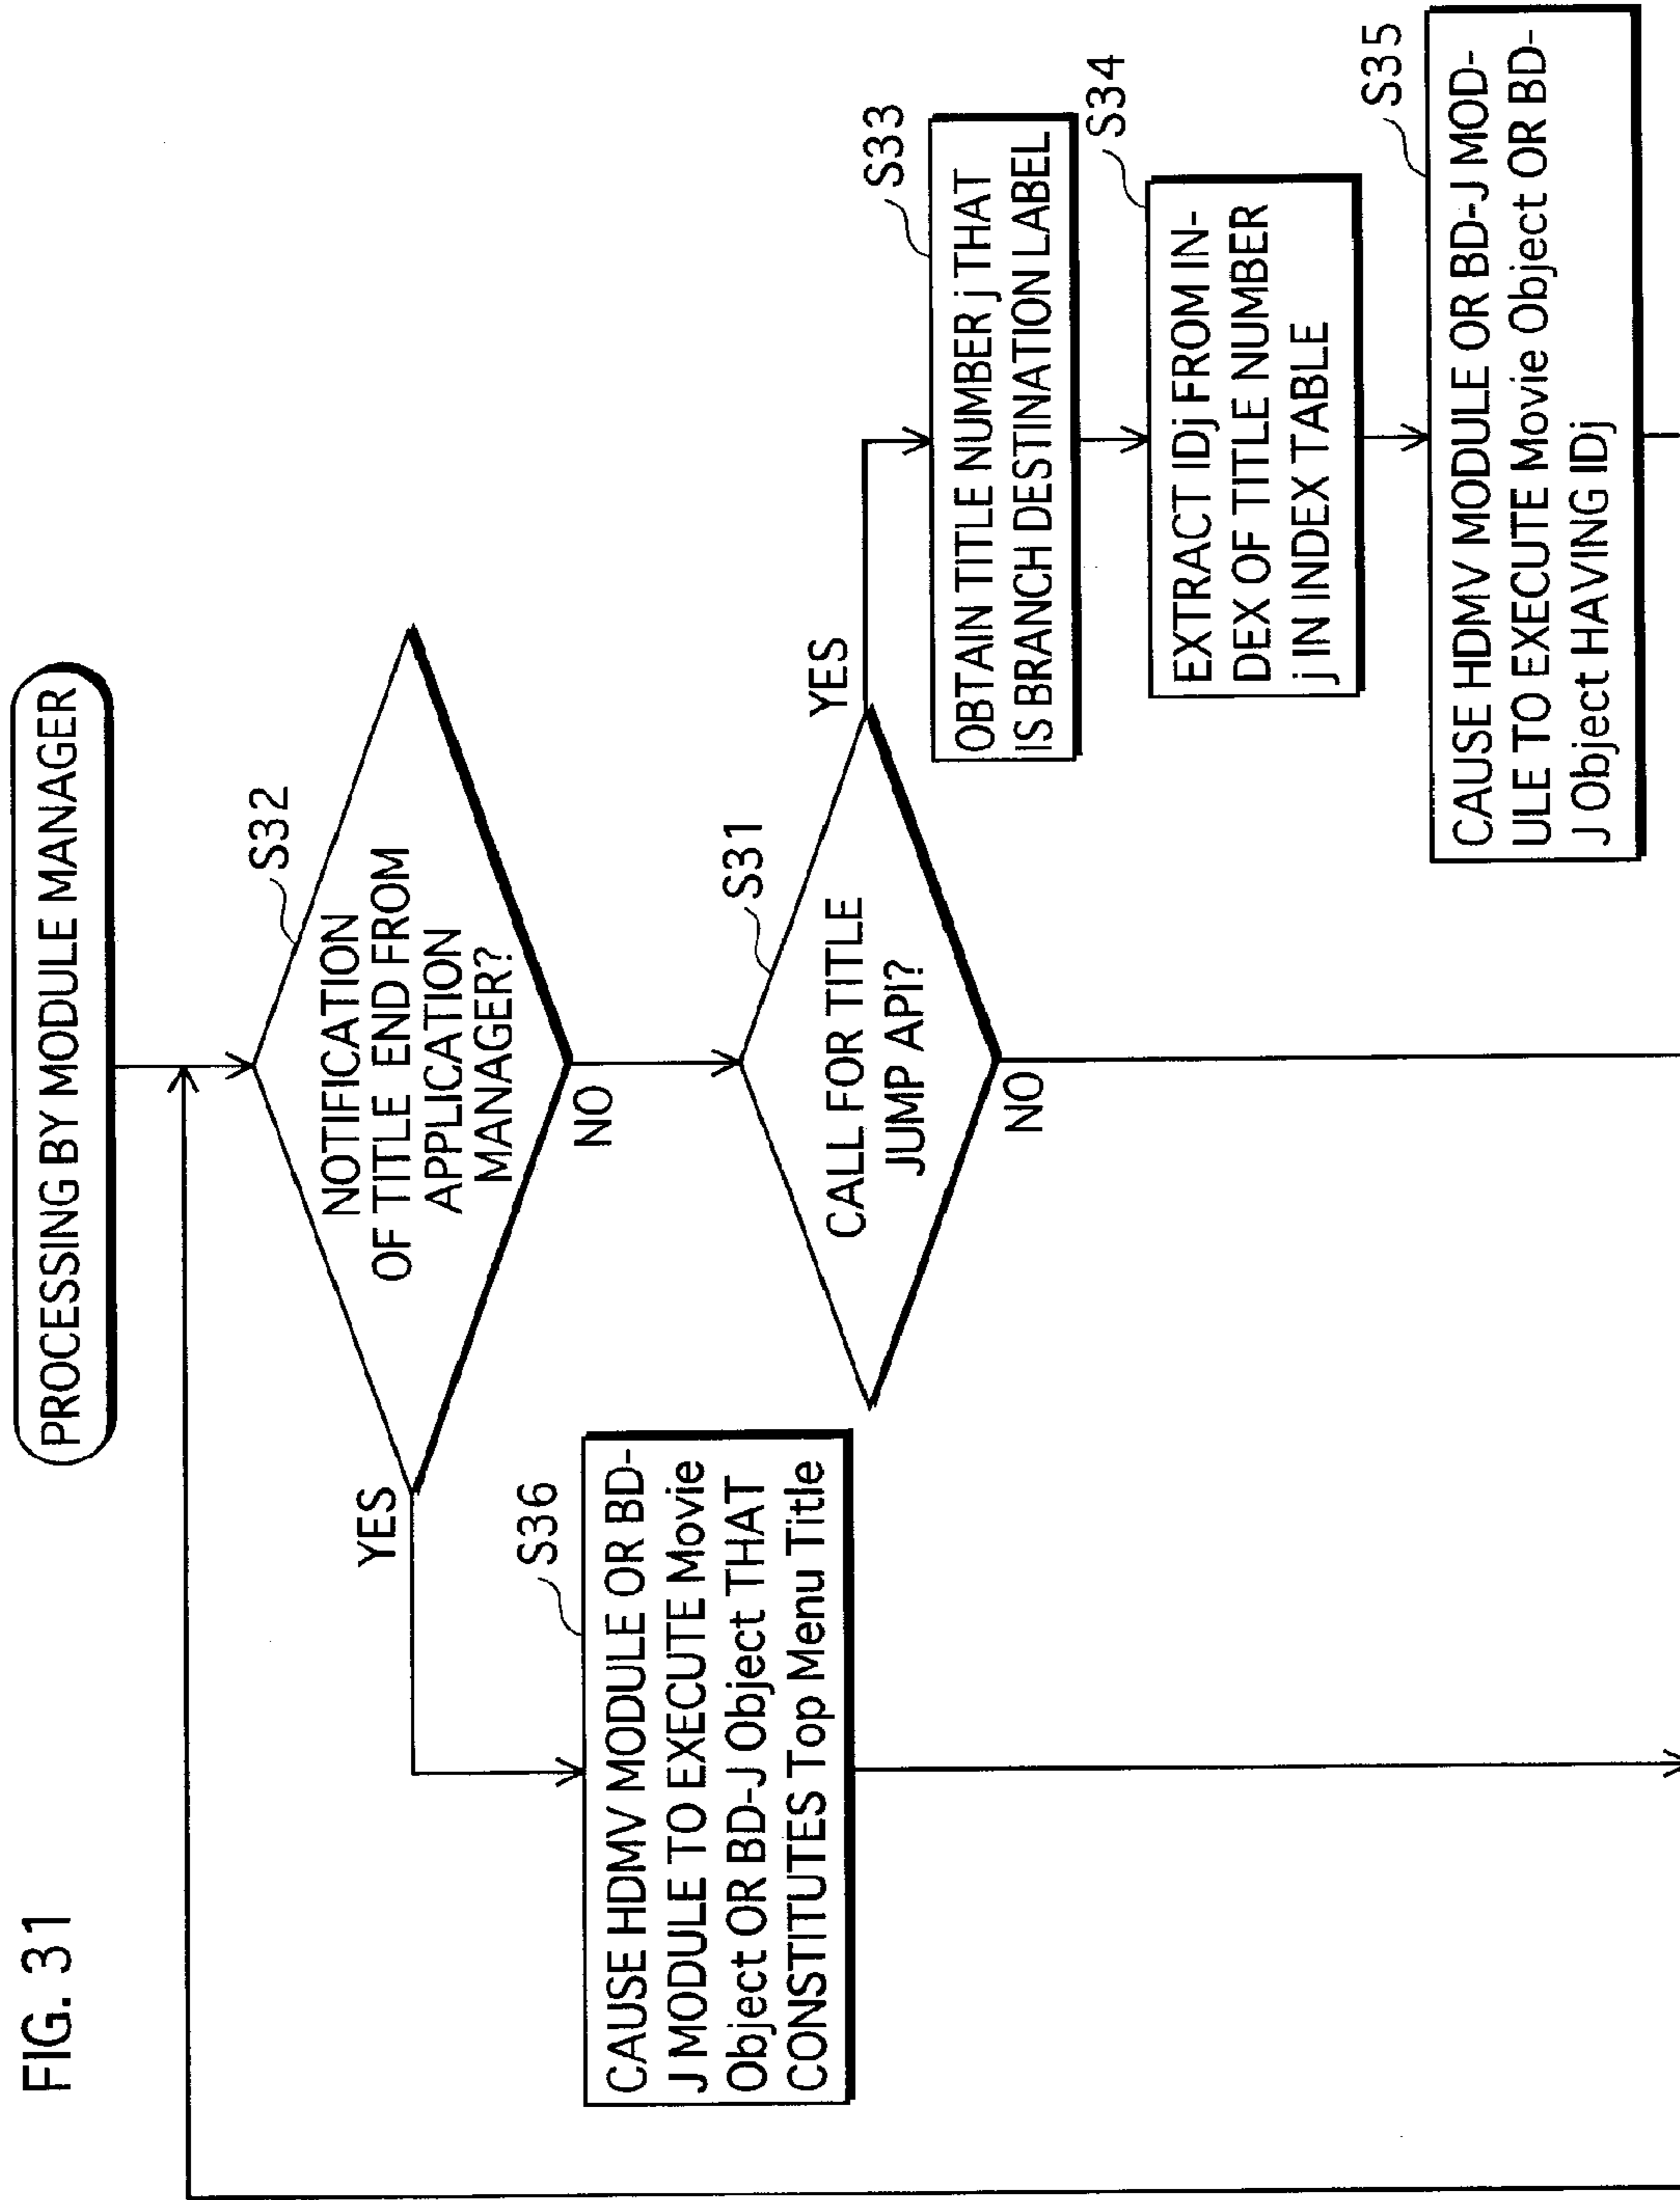 FIG. 31
PROCESSING BY MODULE MANAGER
S32
NOTIFICATION
OF TITLE END FROM
APPLICATION
MANAGER?
YES
NO
S36
CAUSE HDMV MODULE OR BD-
J MODULE TO EXECUTE Movie
Object OR BD-J Object THAT
CONSTITUTES Top Menu Title
S31
CALL FOR TITLE
JUMP API?
YES
NO
S33
OBTAIN TITLE NUMBER j THAT
IS BRANCH DESTINATION LABEL
S34
EXTRACT IDj FROM IN-
DEX OF TITLE NUMBER
j IN INDEX TABLE
S35
CAUSE HDMV MODULE OR BD-J MOD-
ULE TO EXECUTE Movie Object OR BD-
J Object HAVING IDj